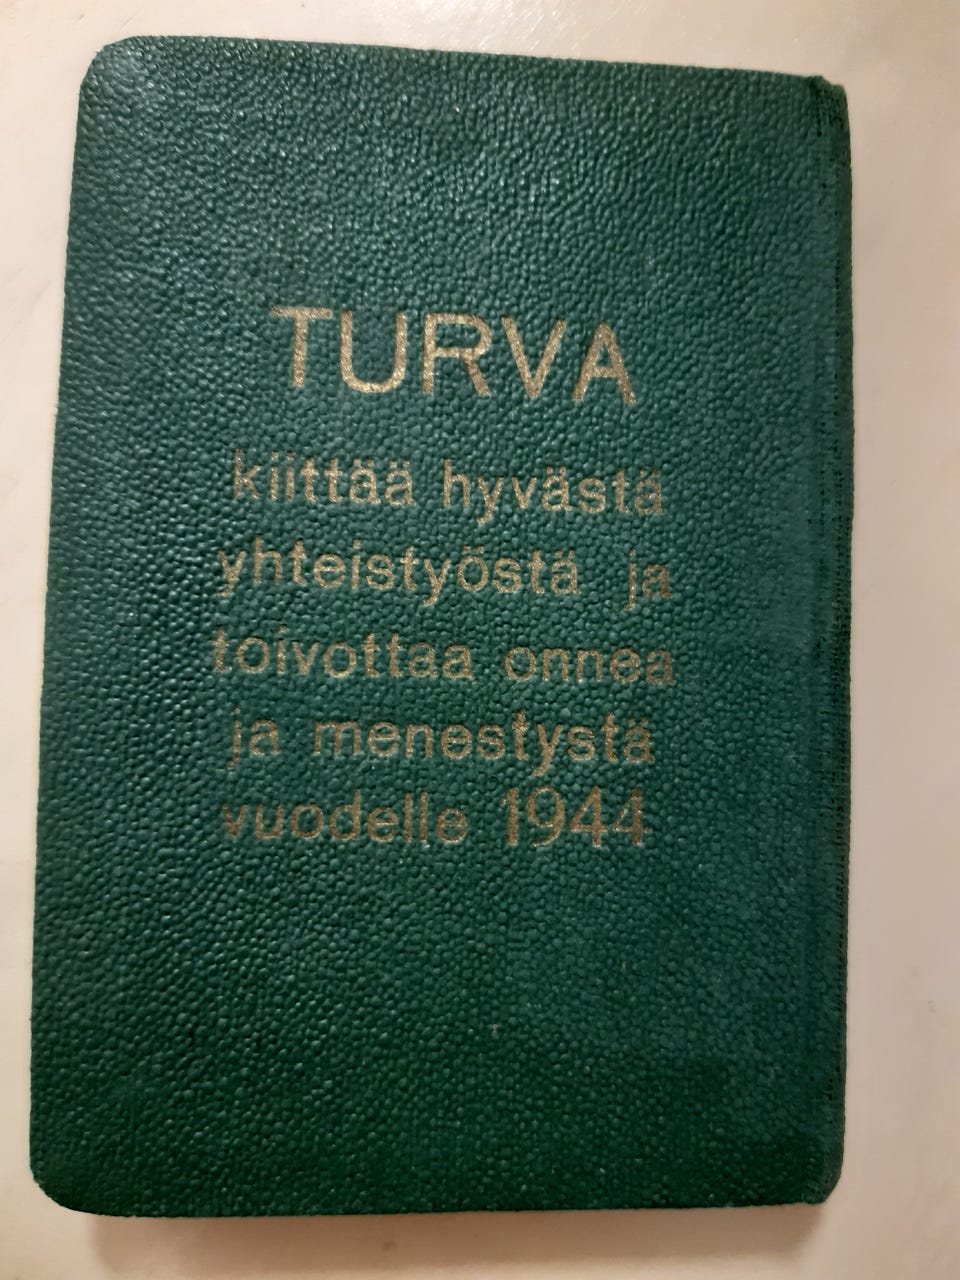 TURVA
kiittää hyvästä
yhteistyöstä ja
toivottaa onnea
ja menestystä
vuodelle 1944